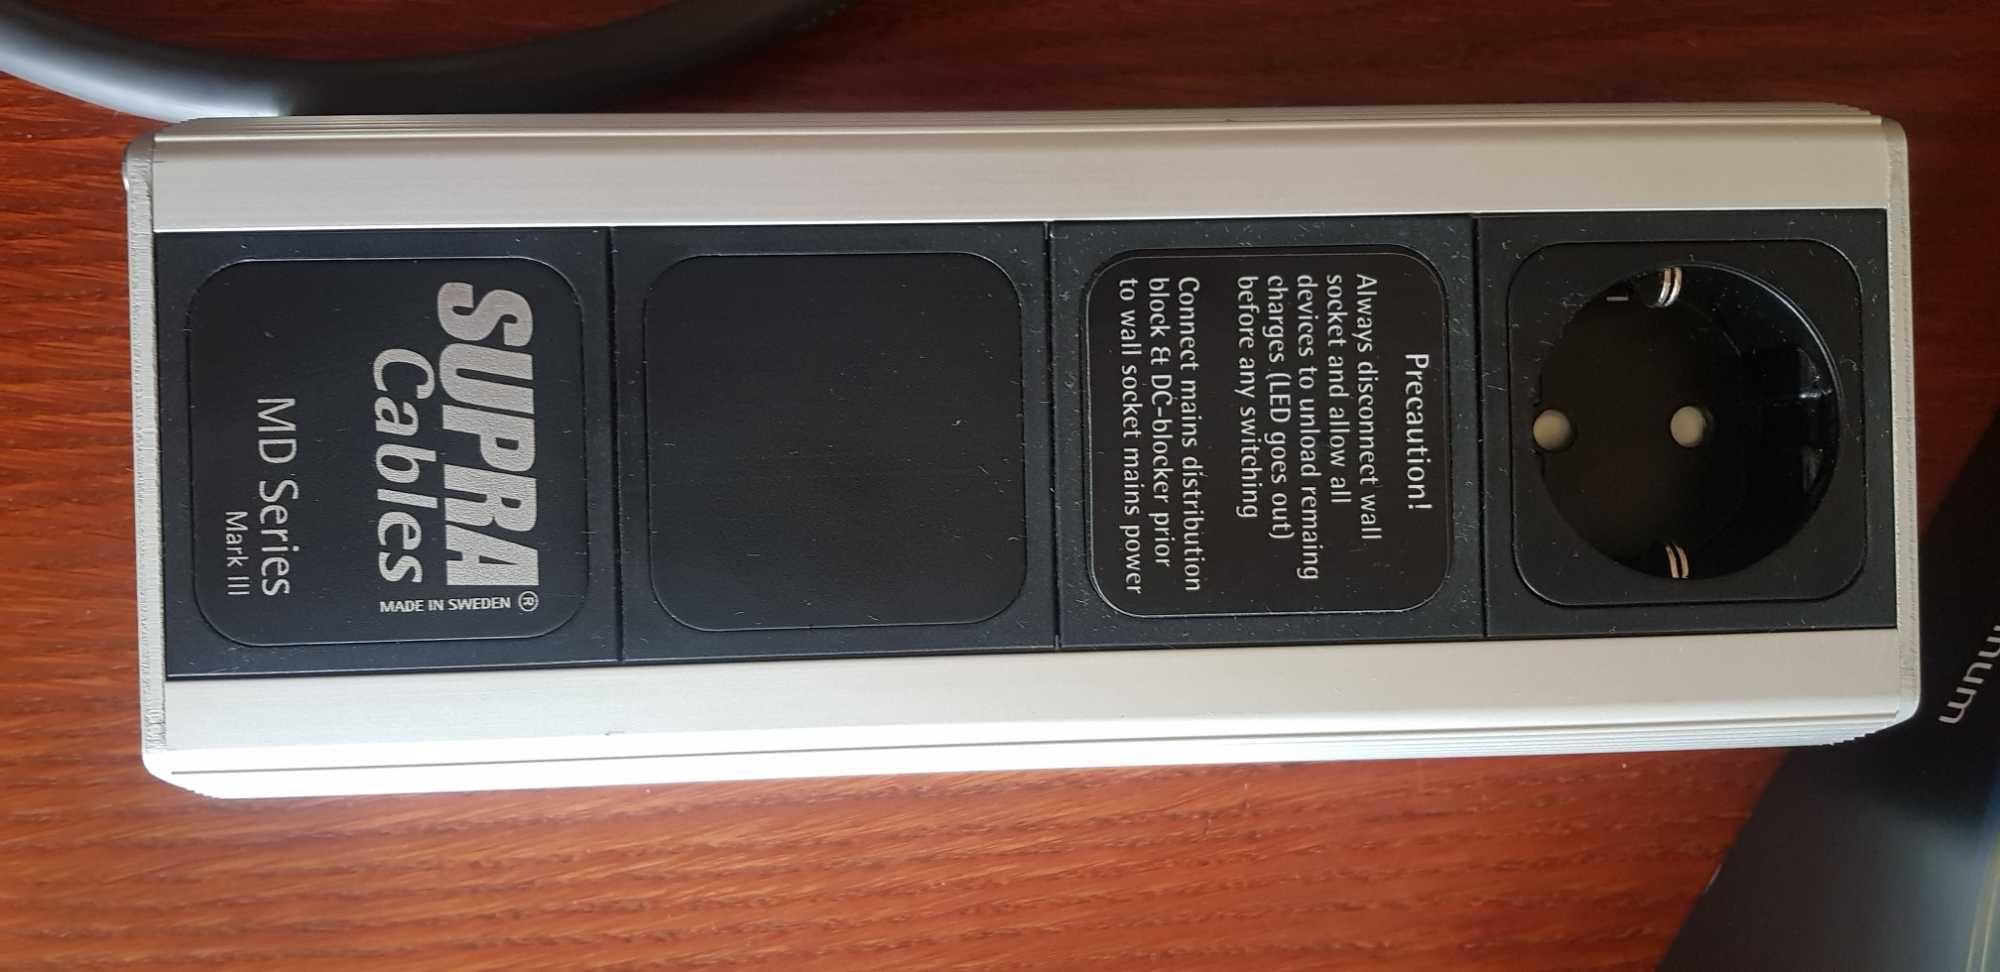 Precaution!
Always disconnect wall
socket and allow all
devices to unload remaining
charges (LED goes out)
before any switching
Connect mains distribution
block & DC-blocker prior
to wall socket mains power
SUPRA®
Cables
MADE IN SWEDEN
MD Series
Mark III